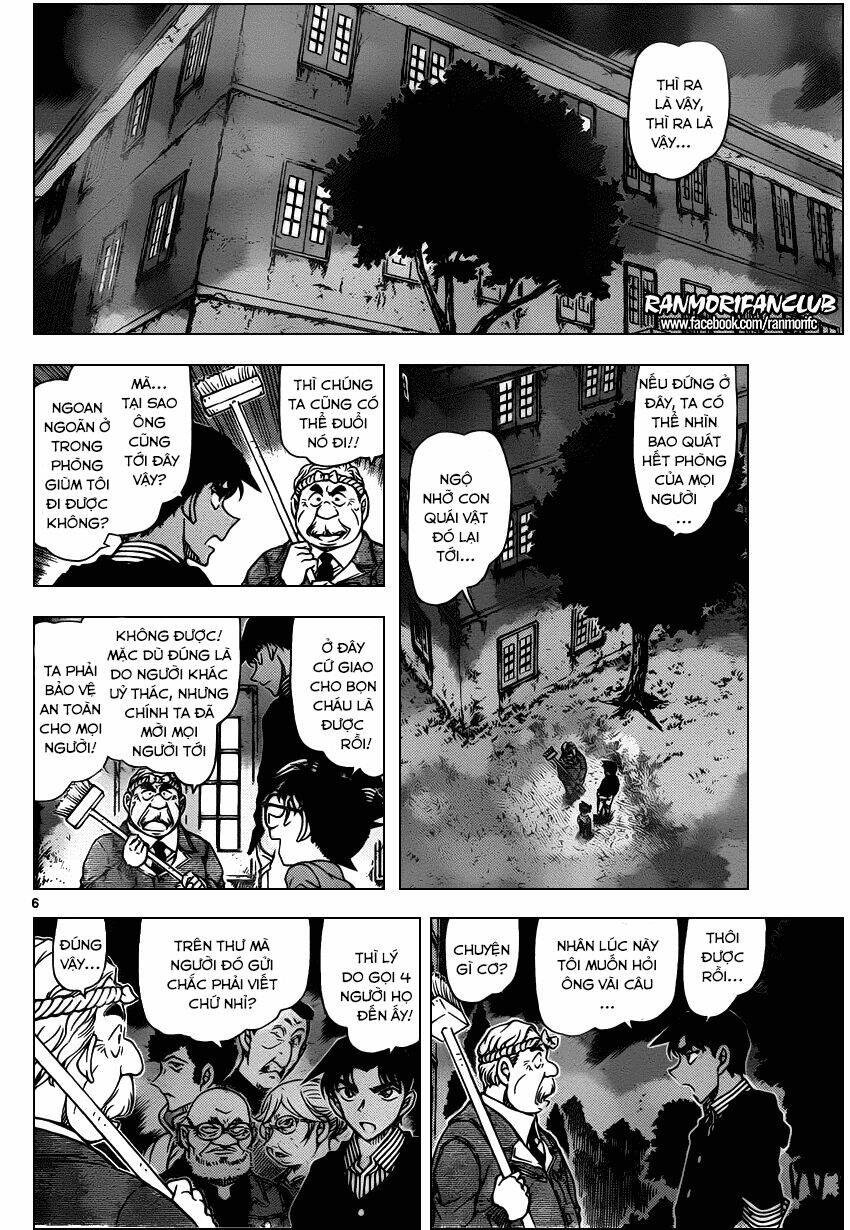 THÌ RA
LÀ VẬY,
THÌ RA LÀ
VẬY...
RANMORIFANCLUB
www.facebook.com/ranmorifc
NẾU ĐỨNG Ở
ĐÂY, TA CÓ
THỂ NHÌN
BAO QUÁT
HẾT PHÒNG
CỦA MỌI
NGƯỜI
...
NGỘ
NHỠ CON
QUÁI VẬT
ĐÓ LẠI
TỚI...
THÌ CHÚNG
TA CŨNG CÓ
THỂ ĐUỔI
NÓ ĐI!!
MÀ...
TẠI SAO
ÔNG
CŨNG
TỚI ĐÂY
VẬY?
NGOAN
NGOÃN Ở
TRONG
PHÒNG
GIÙM TÔI
ĐI ĐƯỢC
KHÔNG?
Ở ĐÂY
CỨ GIAO
CHO BỌN
CHÁU LÀ
ĐƯỢC
RỒI!
KHÔNG ĐƯỢC!
MẶC DÙ ĐÚNG LÀ
DO NGƯỜI KHÁC
UỶ THÁC, NHƯNG
CHÍNH TA ĐÃ
MỜI MỌI
NGƯỜI TỚI
TA PHẢI
BẢO VỆ
AN TOÀN
CHO MỌI
NGƯỜI!
6
THÔI
ĐƯỢC
RỒI...
NHÂN LÚC NÀY
TÔI MUỐN HỎI
ÔNG VÀI CÂU
...
CHUYỆN
GÌ CƠ?
THÌ LÝ
DO GỌI 4
NGƯỜI HỌ
ĐẾN ẤY!
TRÊN THƯ MÀ
NGƯỜI ĐÓ GỬI
CHẮC PHẢI VIẾT
CHỨ NHỈ?
ĐÚNG
VẬY...